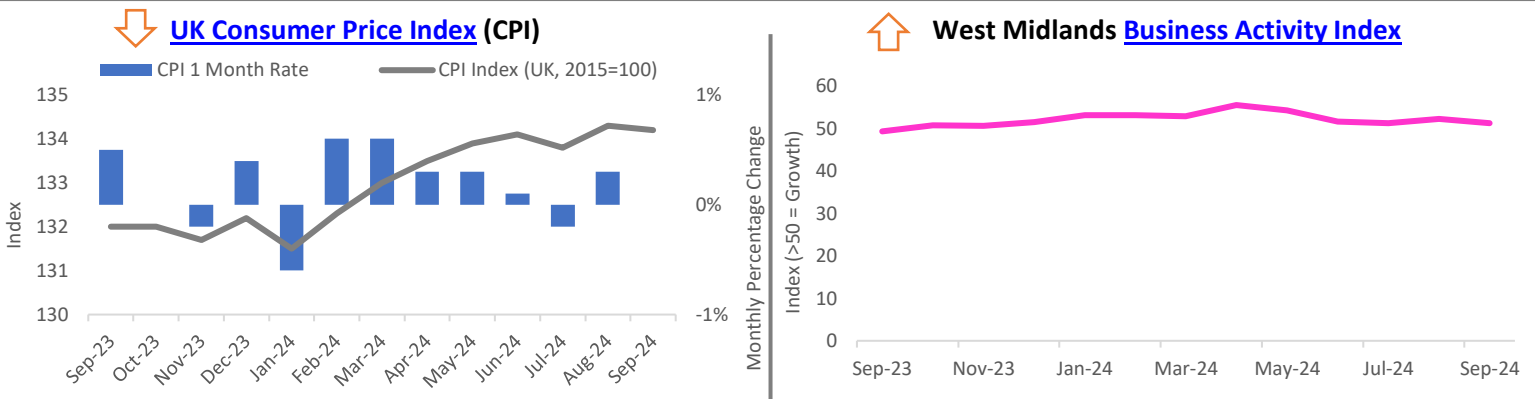 UK Consumer Price Index (CPI)
CPI 1 Month Rate
CPI Index (UK, 2015=100)
135
134
133
132
131
130
Index
1%
0%
-1%
Monthly Percentage Change
Sep-23
Oct-23
Nov-23
Dec-23
Jan-24
Feb-24
Mar-24
Apr-24
May-24
Jun-24
Jul-24
Aug-24
Sep-24
West Midlands Business Activity Index
Index (>50 = Growth)
60
50
40
30
20
10
0
Sep-23
Nov-23
Jan-24
Mar-24
May-24
Jul-24
Sep-24